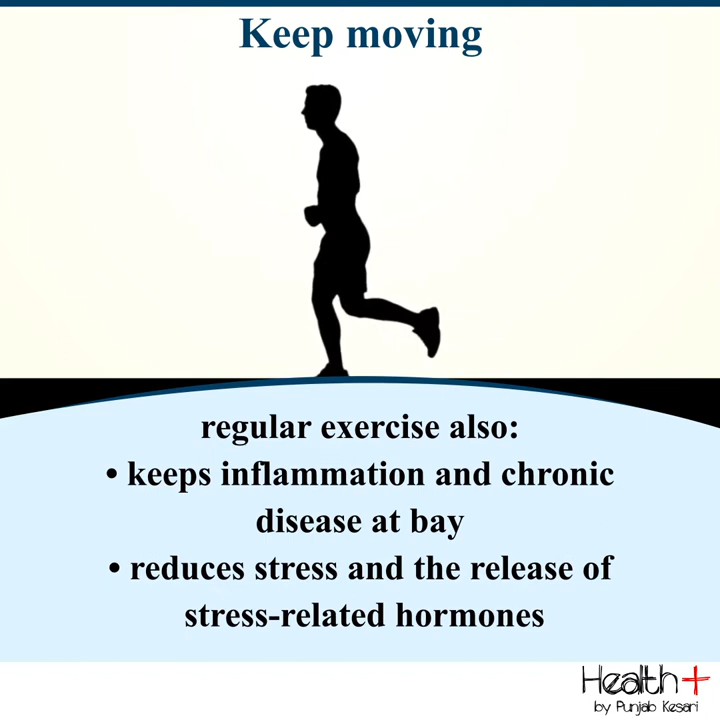 Keep moving
regular exercise also:
• keeps inflammation and chronic
disease at bay
• reduces stress and the release of
stress-related hormones
Health+
by Punjab Kesari